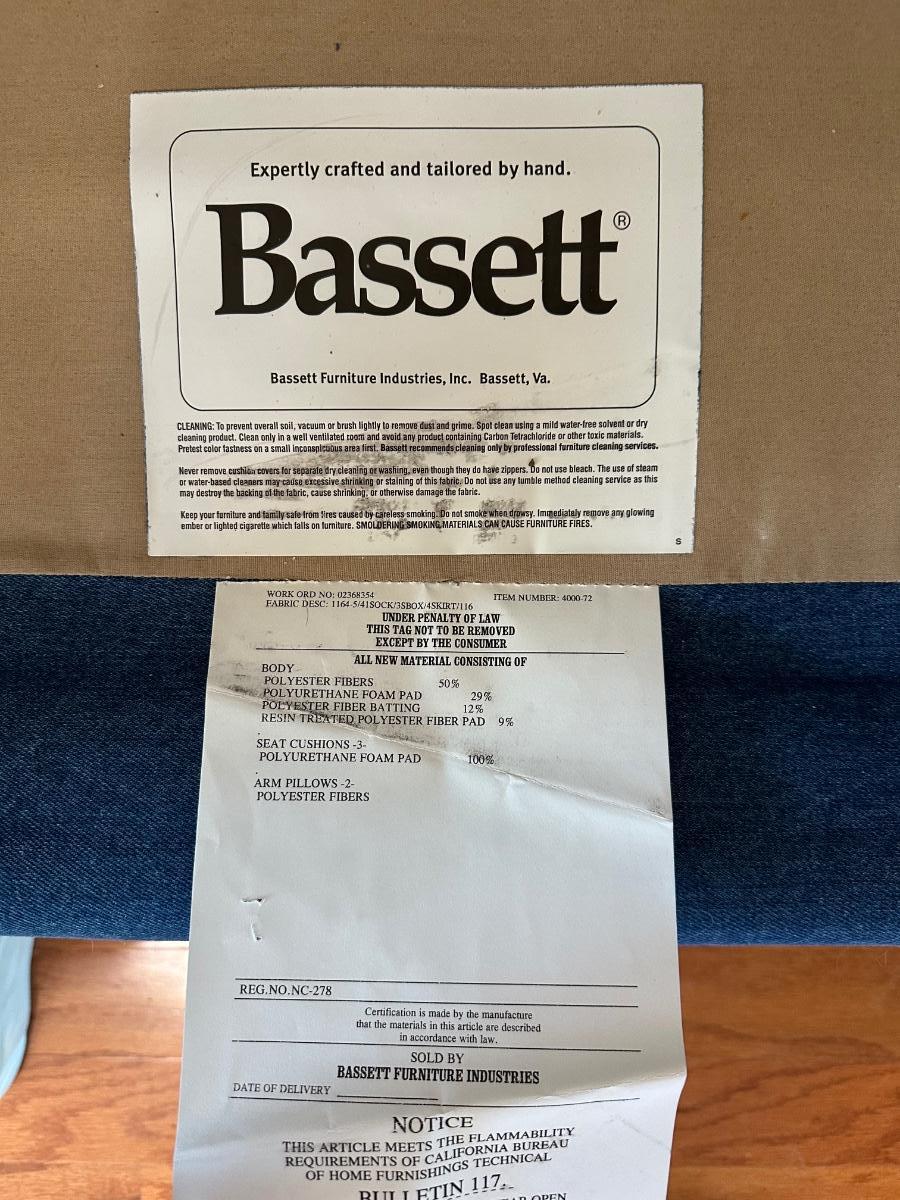 Expertly crafted and tailored by hand.
Bassett®
Bassett Furniture Industries, Inc. Bassett, Va.
CLEANING: To prevent overall soil, vacuum or brush lightly to remove dust and grime. Spot clean using a mild water-free solvent or dry
cleaning product. Clean only in a well ventilated room and avoid any product containing Carbon Tetrachloride or other toxic materials.
Pretest color fastness on a small inconspicuous area first. Bassett recommends cleaning only by professional furniture cleaning services.
Never remove cushion covers for separate dry cleaning or washing, even though they do have zippers. Do not use bleach. The use of steam
or water-based cleaners may cause excessive shrinking or staining of this fabric. Do not use any tumble method cleaning service as this
may destroy the backing of the fabric, cause shrinking, or otherwise damage the fabric.
Keep your furniture and family safe from fires caused by careless smoking. Do not smoke when drowsy. Immediately remove any glowing
ember or lighted cigarette which falls on furniture. SMOLDERING SMOKING MATERIALS CAN CAUSE FURNITURE FIRES.
S
WORK ORD NO: 02368354 ITEM NUMBER: 4000-72
FABRIC DESC: 1164-5/41SOCK/3SBOX/4SKIRT/116
UNDER PENALTY OF LAW
THIS TAG NOT TO BE REMOVED
EXCEPT BY THE CONSUMER
ALL NEW MATERIAL CONSISTING OF
BODY
POLYESTER FIBERS 50%
POLYURETHANE FOAM PAD 29%
POLYESTER FIBER BATTING 12%
RESIN TREATED POLYESTER FIBER PAD 9%
SEAT CUSHIONS -3-
POLYURETHANE FOAM PAD 100%
ARM PILLOWS -2-
POLYESTER FIBERS
REG.NO.NC-278
Certification is made by the manufacture
that the materials in this article are described
in accordance with law.
SOLD BY
BASSETT FURNITURE INDUSTRIES
DATE OF DELIVERY
NOTICE
THIS ARTICLE MEETS THE FLAMMABILITY
REQUIREMENTS OF CALIFORNIA BUREAU
OF HOME FURNISHINGS TECHNICAL
BULLETIN 117.
OPEN